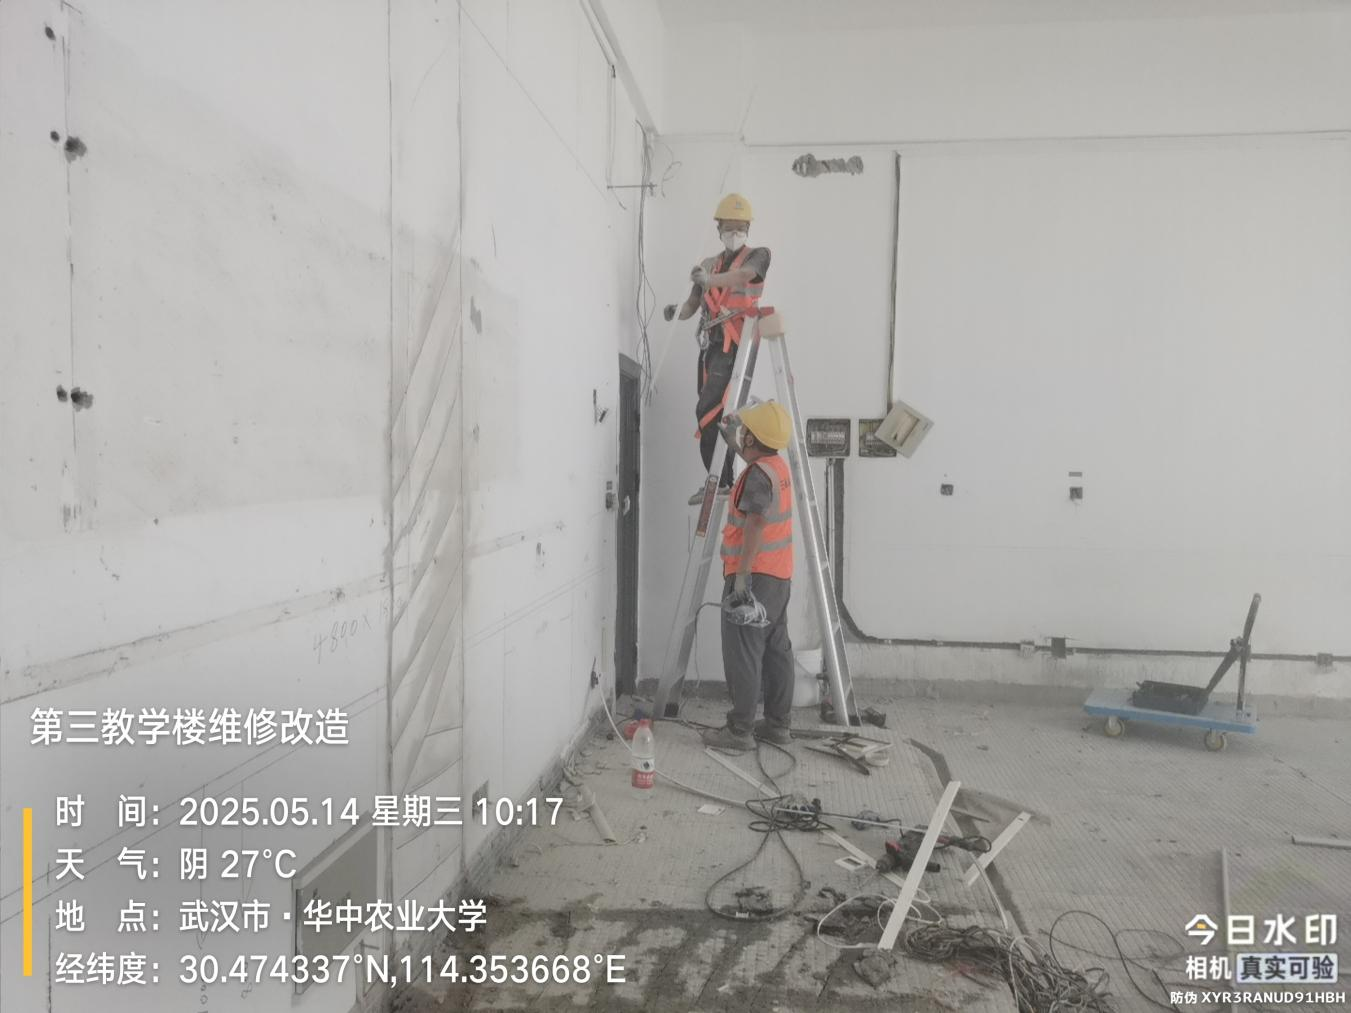 4800×
第三教学楼维修改造
时 间：2025.05.14 星期三 10:17
天 气：阴 27°C
地 点：武汉市·华中农业大学
经纬度：30.474337°N,114.353668°E
今日水印
相机 真实可验
防伪 XYR3RANUD91HBH